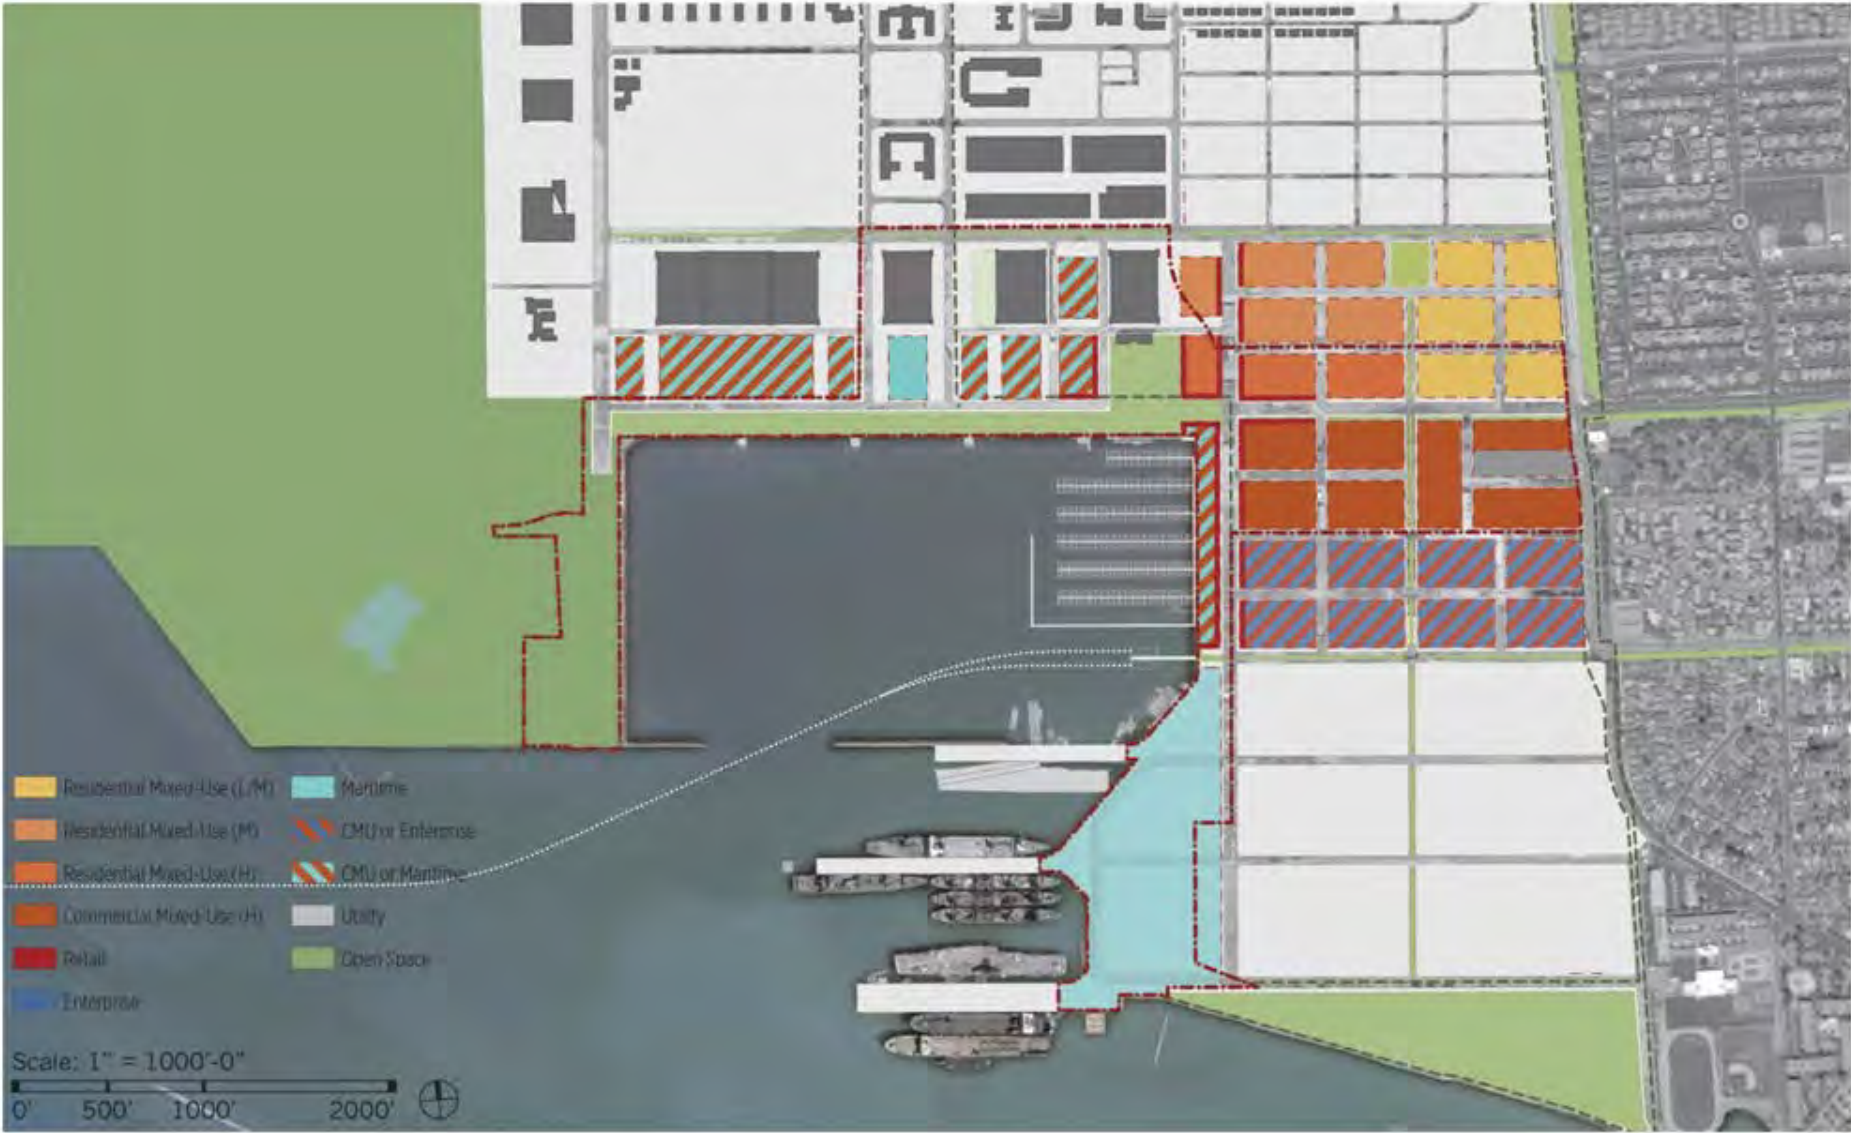 Residential Mixed-Use (L/M)
Residential Mixed-Use (M)
Residential Mixed-Use (H)
Commercial Mixed-Use (H)
Retail
Enterprise
Maritime
CMU or Enterprise
CMU or Maritime
Utility
Open Space
Scale: 1" = 1000'-0"
0' 500' 1000' 2000'